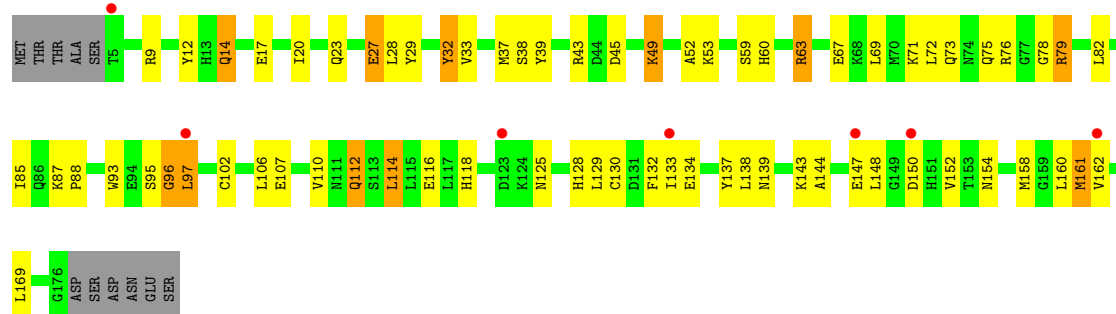 MET THR THR ALA SER T5 R9 Y12 H13 Q14 E17 I20 Q23 E27 L28 Y29 Y32 V33 M37 S38 Y39 R43 D44 D45 K49 A52 K53 S59 H60 R63 E67 K68 L69 M70 K71 L72 Q73 N74 Q75 R76 G77 G78 R79 L82
I85 Q86 K87 P88 W93 E94 S95 G96 L97 C102 L106 E107 V110 N111 Q112 S113 L114 L115 E116 L117 H118 D123 K124 N125 H128 L129 C130 D131 F132 I133 E134 Y137 L138 N139 K143 A144 E147 L148 G149 D150 H151 V152 T153 N154 M158 G159 L160 M161 V162
L169 G176 ASP SER ASP ASN GLU SER